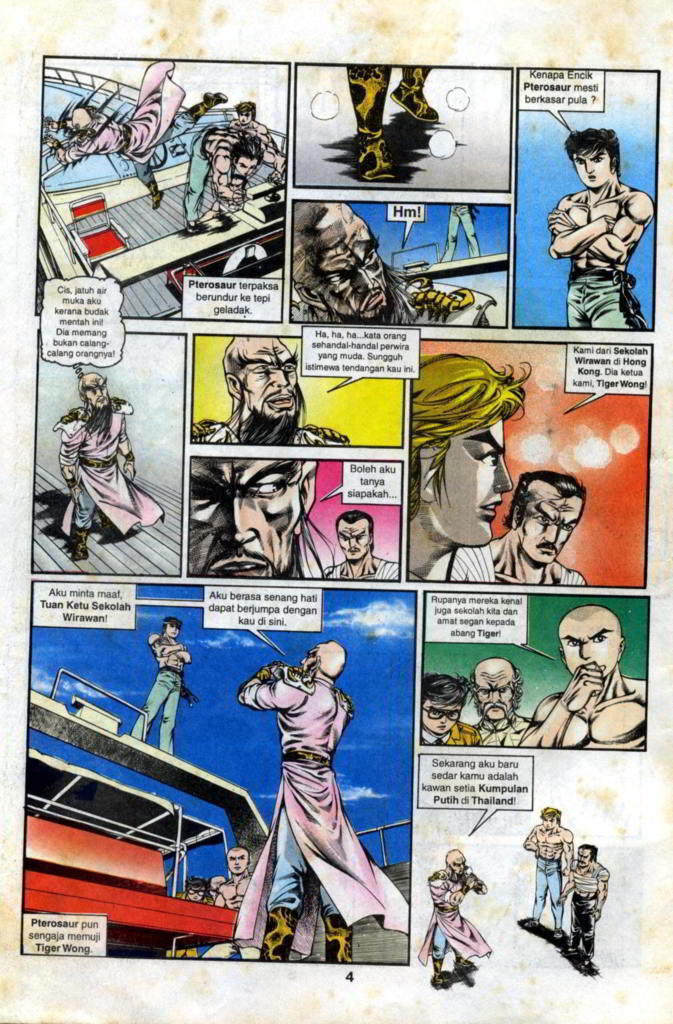 Pterosaur terpaksa
berundur ke tepi
geladak.
Hm!
Kenapa Encik
Pterosaur mesti
berkasar pula ?
Cis, jatuh air
muka aku
kerana budak
mentah ini!
Dia memang
bukan calang-
calang orangnya!
Ha, ha, ha...kata orang
sehandal-handal perwira
yang muda. Sungguh
istimewa tendangan kau ini.
Boleh aku
tanya
siapakah...
Kami dari Sekolah
Wirawan di Hong
Kong. Dia ketua
kami, Tiger Wong!
Aku minta maaf,
Tuan Ketu Sekolah
Wirawan!
Aku berasa senang hati
dapat berjumpa dengan
kau di sini.
Pterosaur pun
sengaja memuji
Tiger Wong.
Rupanya mereka kenal
juga sekolah kita dan
amat segan kepada
abang Tiger!
Sekarang aku baru
sedar kamu adalah
kawan setia Kumpulan
Putih di Thailand!
4